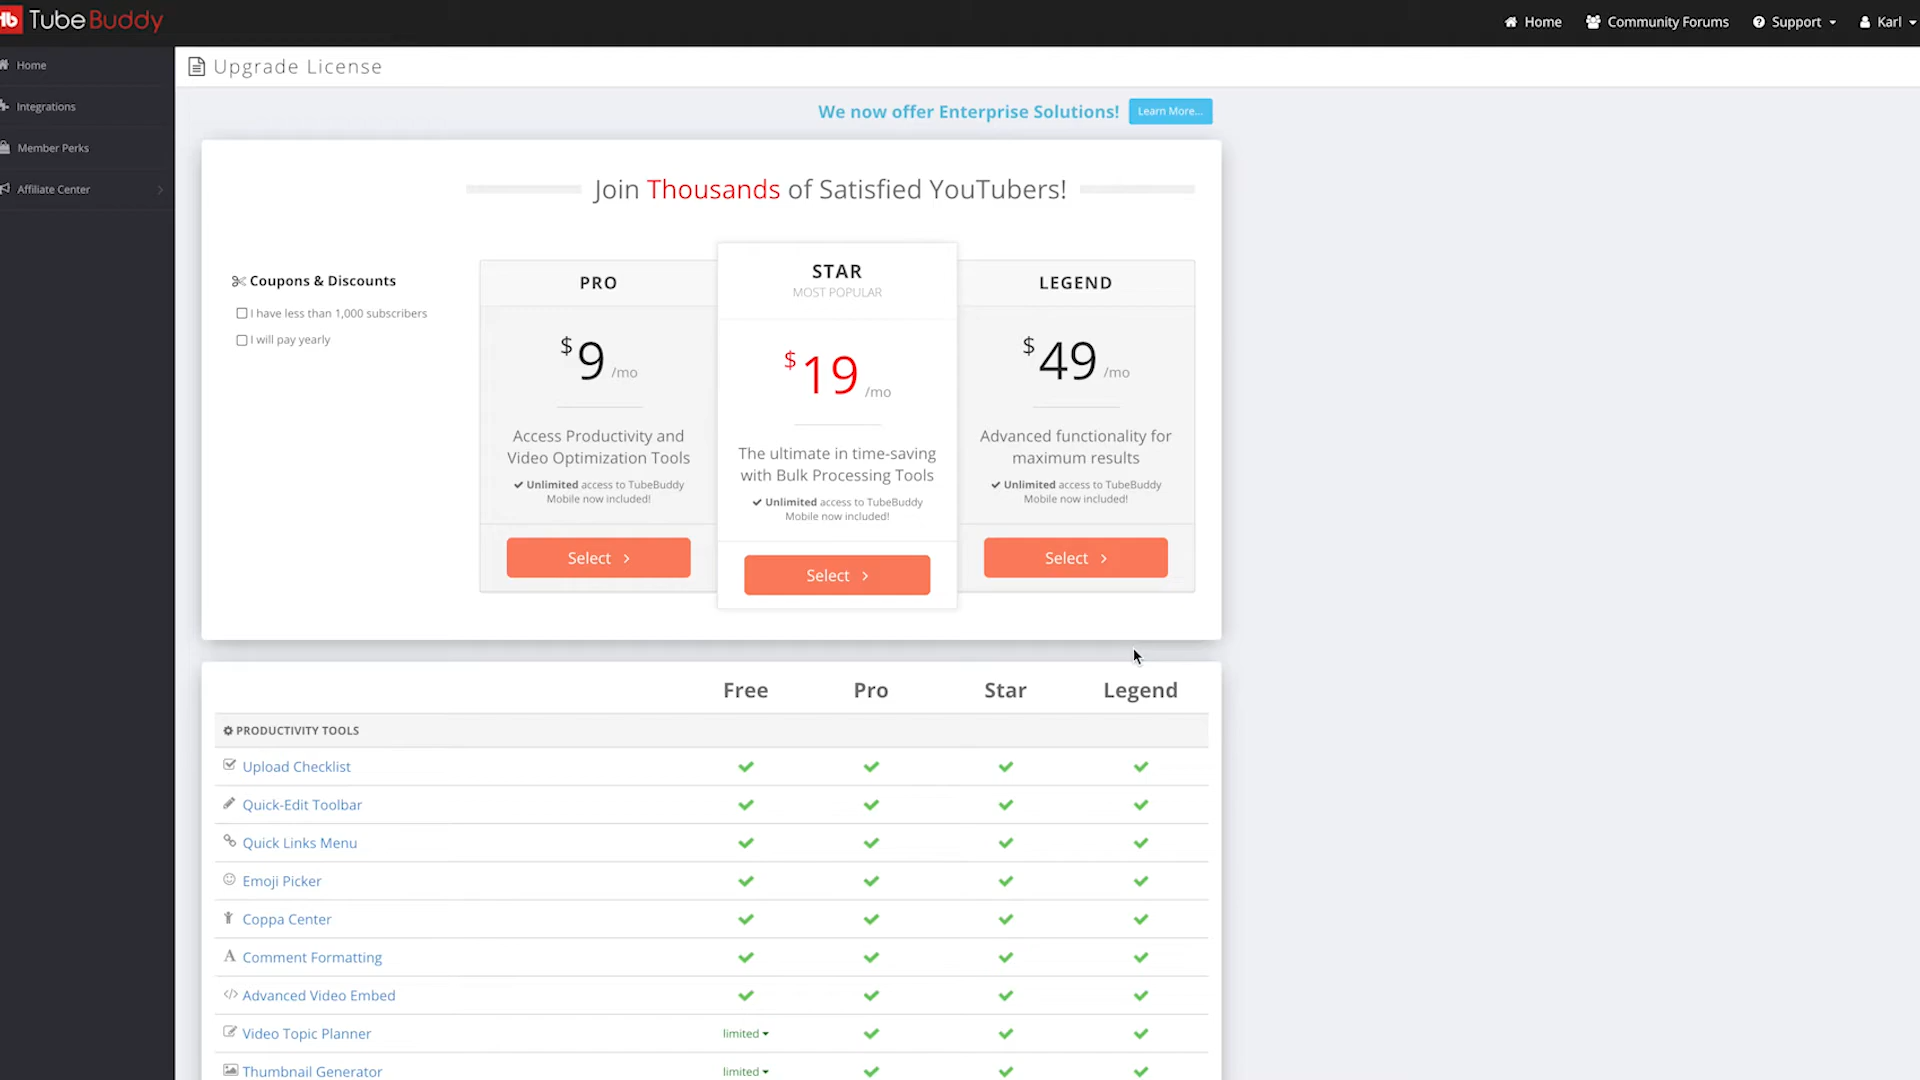 TubeBuddy
Home
Community Forums
Support
Karl
Home
Integrations
Member Perks
Affiliate Center
Upgrade License
We now offer Enterprise Solutions!
Learn More...
Join Thousands of Satisfied YouTubers!
Coupons & Discounts
I have less than 1,000 subscribers
I will pay yearly
PRO
$9 /mo
Access Productivity and
Video Optimization Tools
Unlimited access to TubeBuddy
Mobile now included!
Select
STAR
MOST POPULAR
$19 /mo
The ultimate in time-saving
with Bulk Processing Tools
Unlimited access to TubeBuddy
Mobile now included!
Select
LEGEND
$49 /mo
Advanced functionality for
maximum results
Unlimited access to TubeBuddy
Mobile now included!
Select
Free Pro Star Legend
PRODUCTIVITY TOOLS
Upload Checklist
Quick-Edit Toolbar
Quick Links Menu
Emoji Picker
Coppa Center
Comment Formatting
Advanced Video Embed
Video Topic Planner limited
Thumbnail Generator limited